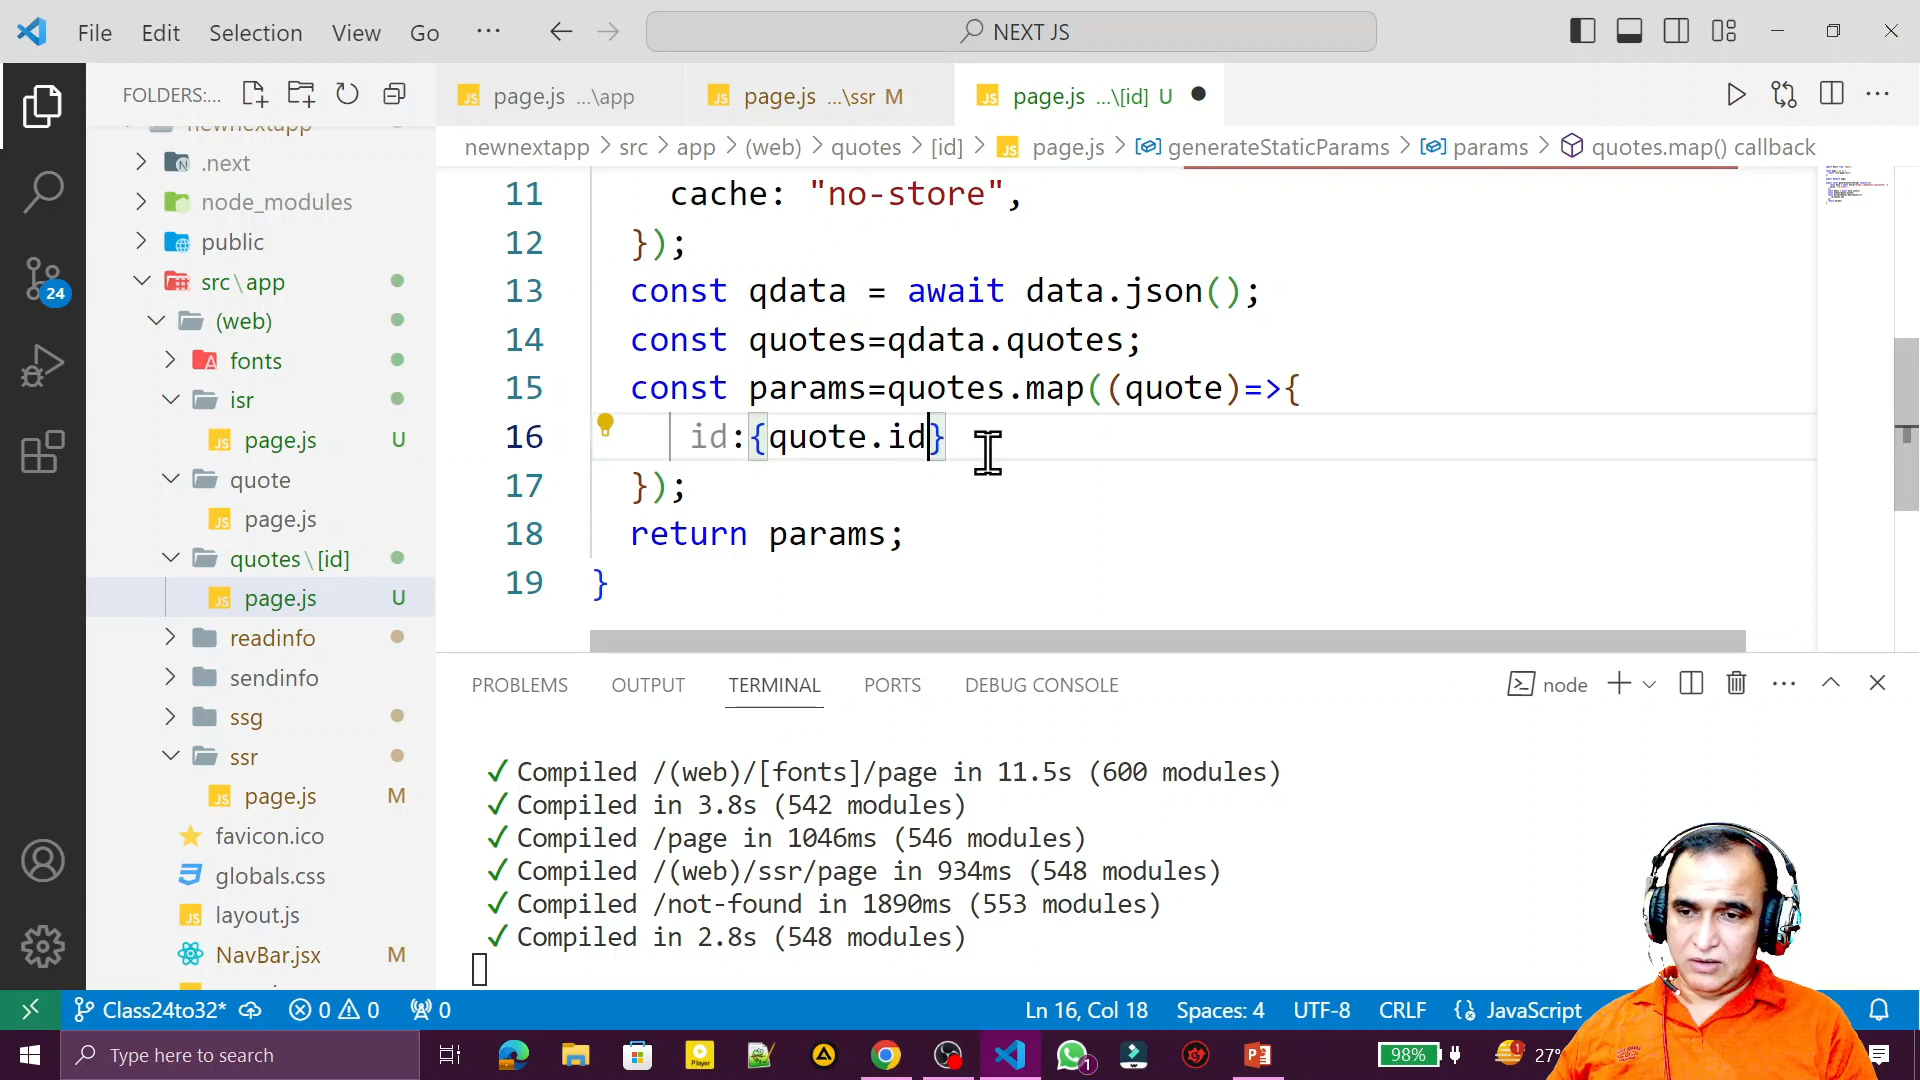 File Edit Selection View Go ··· NEXT JS
FOLDERS:...
page.js ...\app
page.js ...\ssr M
page.js ...\[id] U
newnextapp
newnextapp > src > app > (web) > quotes > [id] > page.js > generateStaticParams > params > quotes.map() callback
.next
node_modules
public
src\app
(web)
fonts
isr
page.js U
quote
page.js
quotes\[id]
page.js U
readinfo
sendinfo
ssg
ssr
page.js M
favicon.ico
globals.css
layout.js
NavBar.jsx M
24
11 cache: "no-store",
12 });
13 const qdata = await data.json();
14 const quotes=qdata.quotes;
15 const params=quotes.map((quote)=>{
16 id:{quote.id}
17 });
18 return params;
19 }
PROBLEMS OUTPUT TERMINAL PORTS DEBUG CONSOLE
node
✓ Compiled /(web)/[fonts]/page in 11.5s (600 modules)
✓ Compiled in 3.8s (542 modules)
✓ Compiled /page in 1046ms (546 modules)
✓ Compiled /(web)/ssr/page in 934ms (548 modules)
✓ Compiled /not-found in 1890ms (553 modules)
✓ Compiled in 2.8s (548 modules)
Class24to32* 0 0 0
Ln 16, Col 18 Spaces: 4 UTF-8 CRLF {} JavaScript
Type here to search
Player
1
98%
1
27°